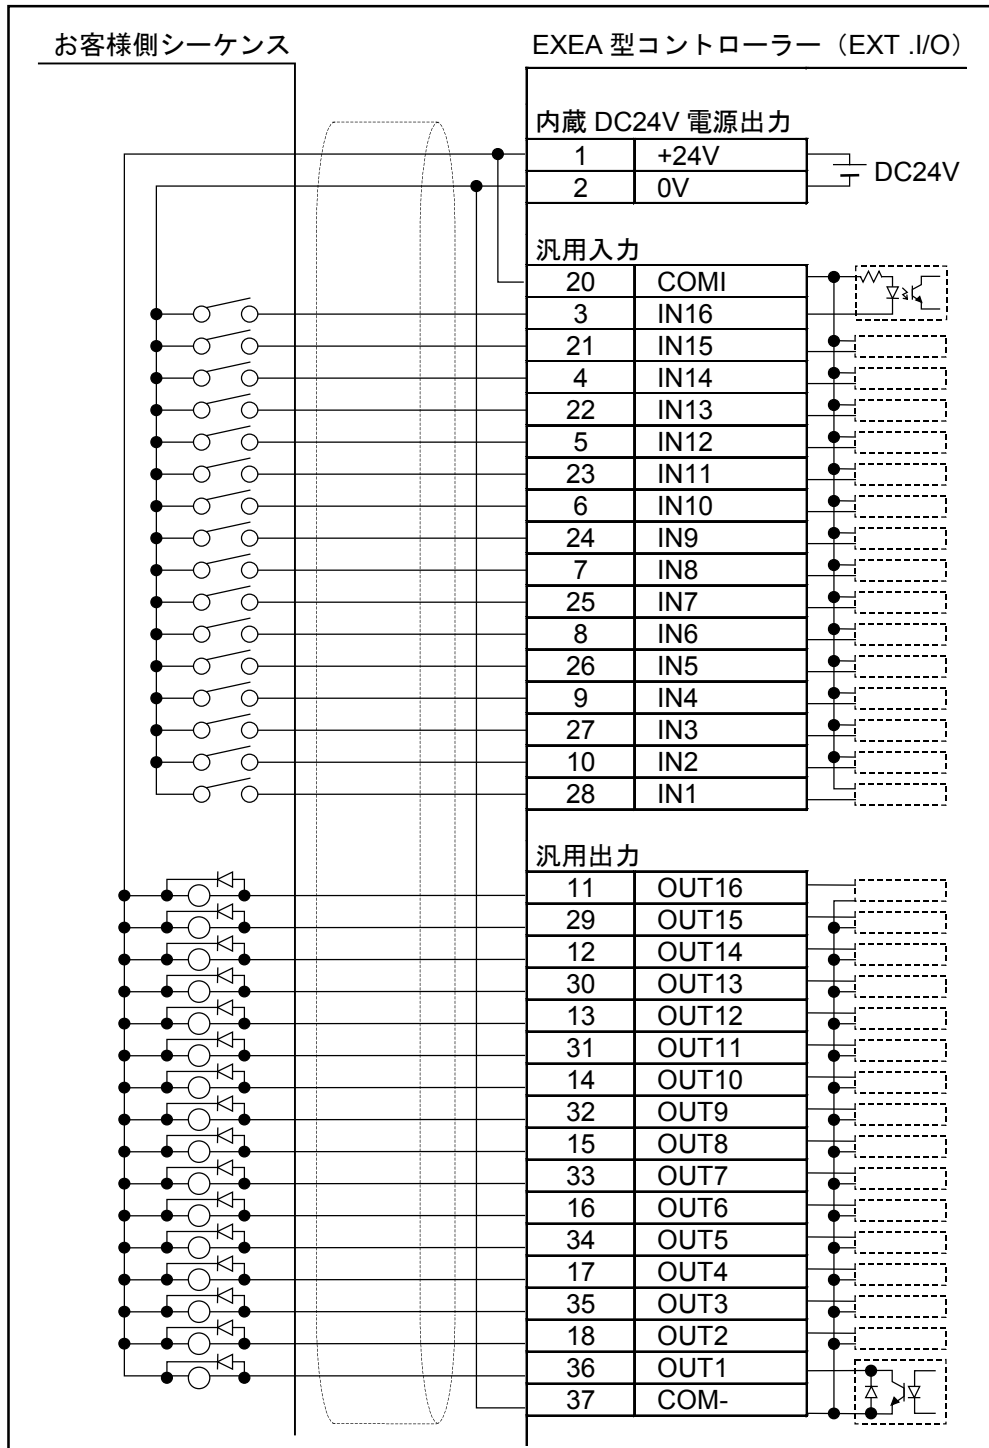 お客様側シーケンス
EXEA 型コントローラー（EXT .I/O）
内蔵 DC24V 電源出力
1 +24V
2 0V
DC24V
汎用入力
20 COMI
3 IN16
21 IN15
4 IN14
22 IN13
5 IN12
23 IN11
6 IN10
24 IN9
7 IN8
25 IN7
8 IN6
26 IN5
9 IN4
27 IN3
10 IN2
28 IN1
汎用出力
11 OUT16
29 OUT15
12 OUT14
30 OUT13
13 OUT12
31 OUT11
14 OUT10
32 OUT9
15 OUT8
33 OUT7
16 OUT6
34 OUT5
17 OUT4
35 OUT3
18 OUT2
36 OUT1
37 COM-